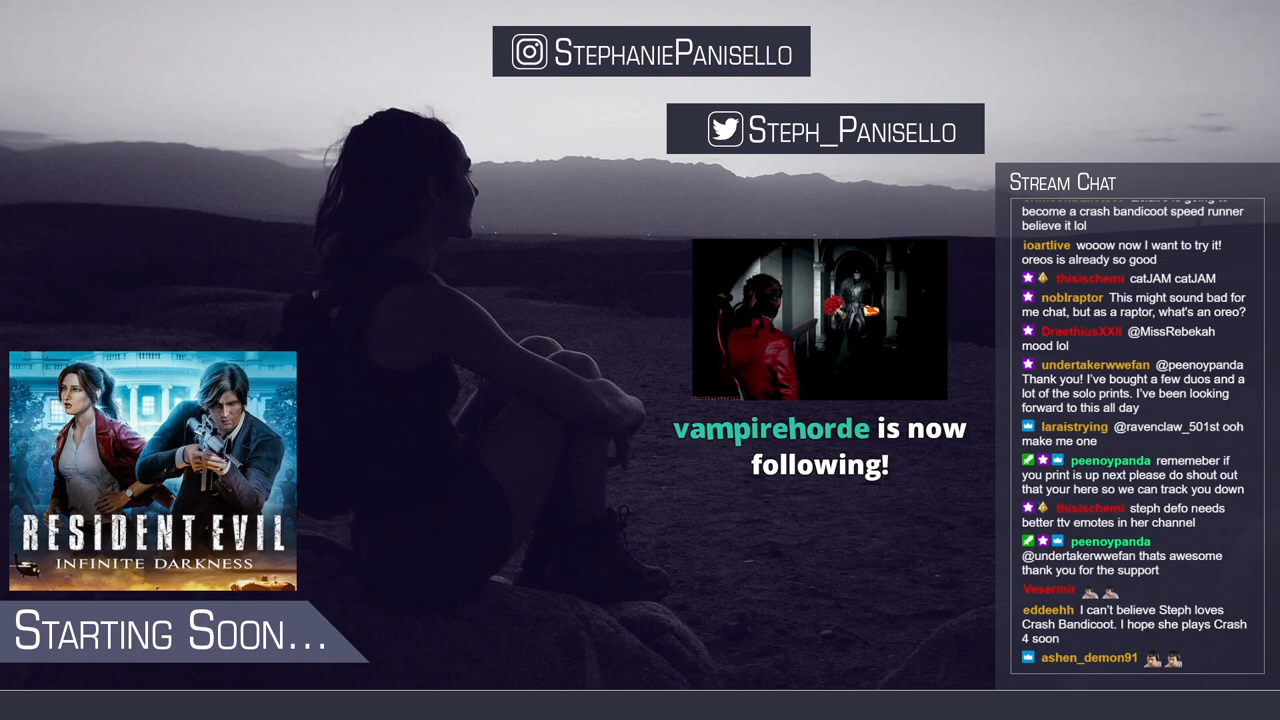 STEPHANIEPANISELLO
STEPH_PANISELLO
STREAM CHAT
become a crash bandicoot speed runner
believe it lol
ioartlive wooow now I want to try it!
oreos is already so good
thisischemi catJAM catJAM
noblraptor This might sound bad for
me chat, but as a raptor, what's an oreo?
DraethiusXXII @MissRebekah
mood lol
undertakerwwefan @peenoypanda
Thank you! I've bought a few duos and a
lot of the solo prints. I've been looking
forward to this all day
laraistrying @ravenclaw_501st ooh
make me one
peenoypanda rememeber if
you print is up next please do shout out
that your here so we can track you down
thisischemi steph defo needs
better ttv emotes in her channel
peenoypanda
@undertakerwwefan thats awesome
thank you for the support
Vesermir
eddeehh I can't believe Steph loves
Crash Bandicoot. I hope she plays Crash
4 soon
ashen_demon91
vampirehorde is now
following!
RESIDENT EVIL
INFINITE DARKNESS
STARTING SOON...